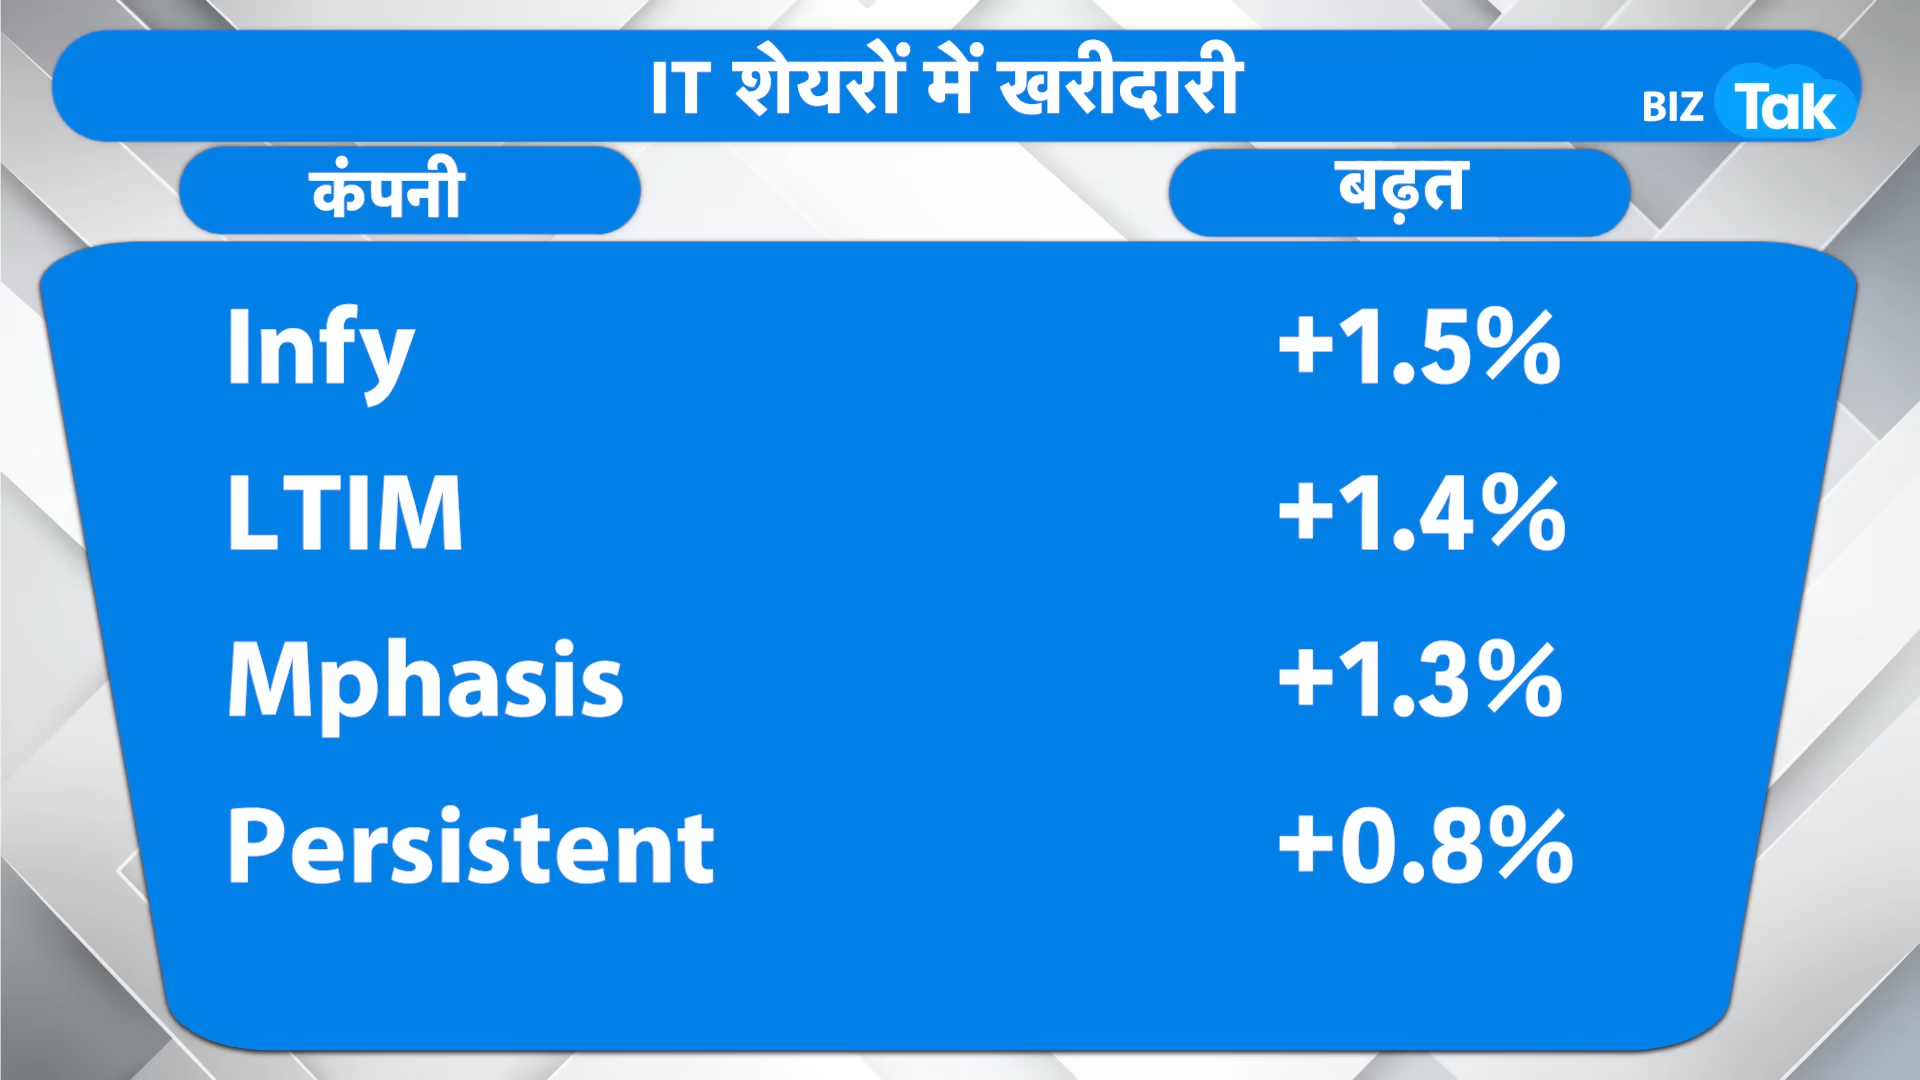 IT शेयरों में खरीदारी
BIZ Tak
कंपनी बढ़त
Infy +1.5%
LTIM +1.4%
Mphasis +1.3%
Persistent +0.8%